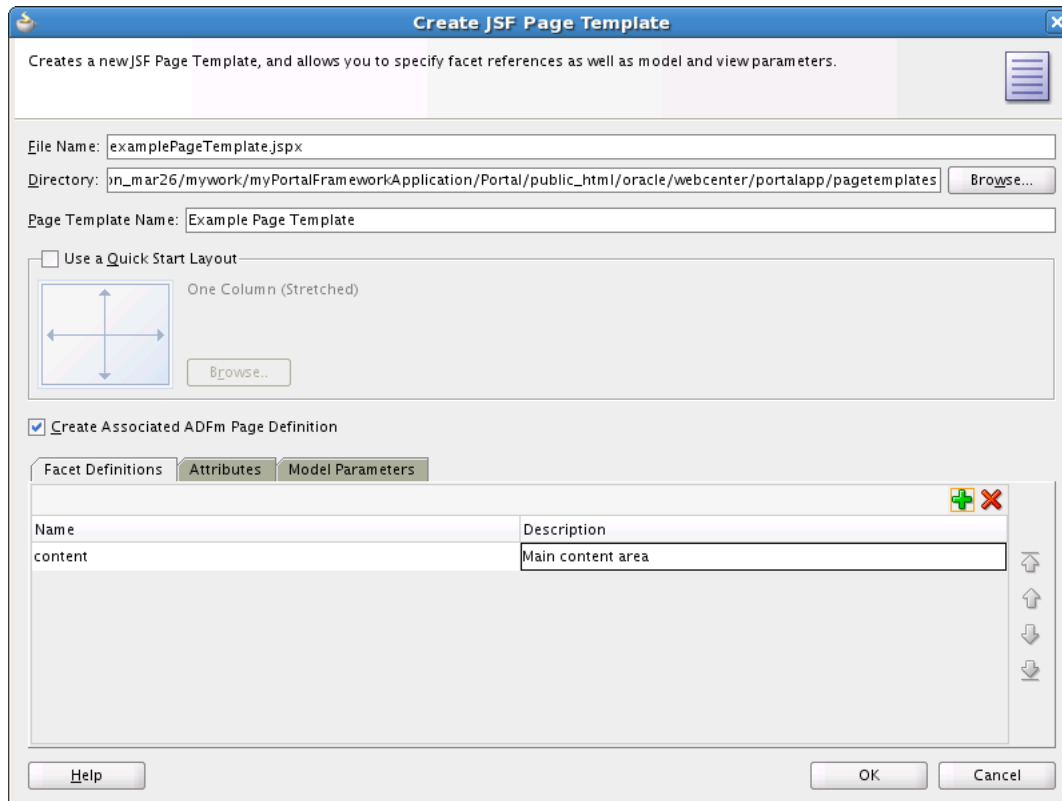 Create JSF Page Template
Creates a new JSF Page Template, and allows you to specify facet references as well as model and view parameters.
File Name: examplePageTemplate.jspx
Directory: on_mar26/mywork/myPortalFrameworkApplication/Portal/public_html/oracle/webcenter/portalapp/pagetemplates Browse...
Page Template Name: Example Page Template
Use a Quick Start Layout
One Column (Stretched)
Browse..
Create Associated ADFm Page Definition
Facet Definitions Attributes Model Parameters
Name Description
content Main content area
Help OK Cancel